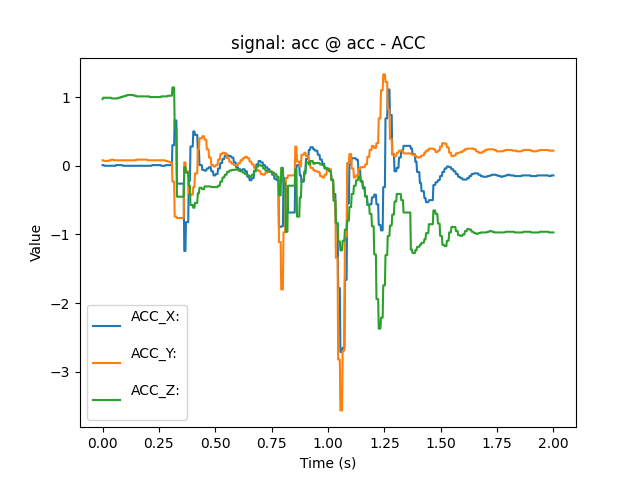 signal: acc @ acc - ACC
Value
1
0
−1
−2
−3
ACC_X:
ACC_Y:
ACC_Z:
0.00 0.25 0.50 0.75 1.00 1.25 1.50 1.75 2.00
Time (s)